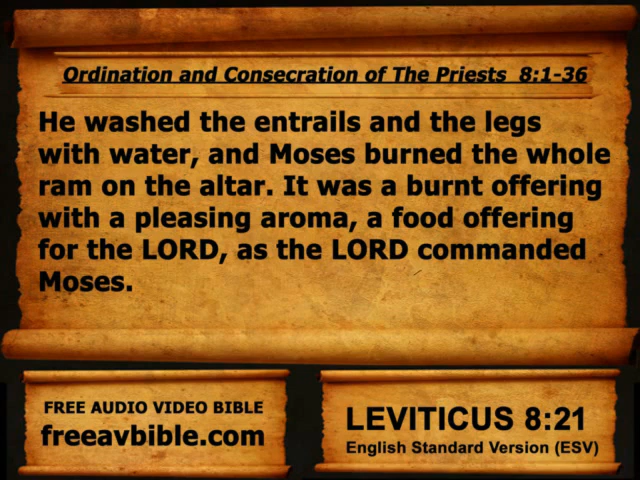 Ordination and Consecration of The Priests 8:1-36
He washed the entrails and the legs
with water, and Moses burned the whole
ram on the altar. It was a burnt offering
with a pleasing aroma, a food offering
for the LORD, as the LORD commanded
Moses.
FREE AUDIO VIDEO BIBLE
freeavbible.com
LEVITICUS 8:21
English Standard Version (ESV)